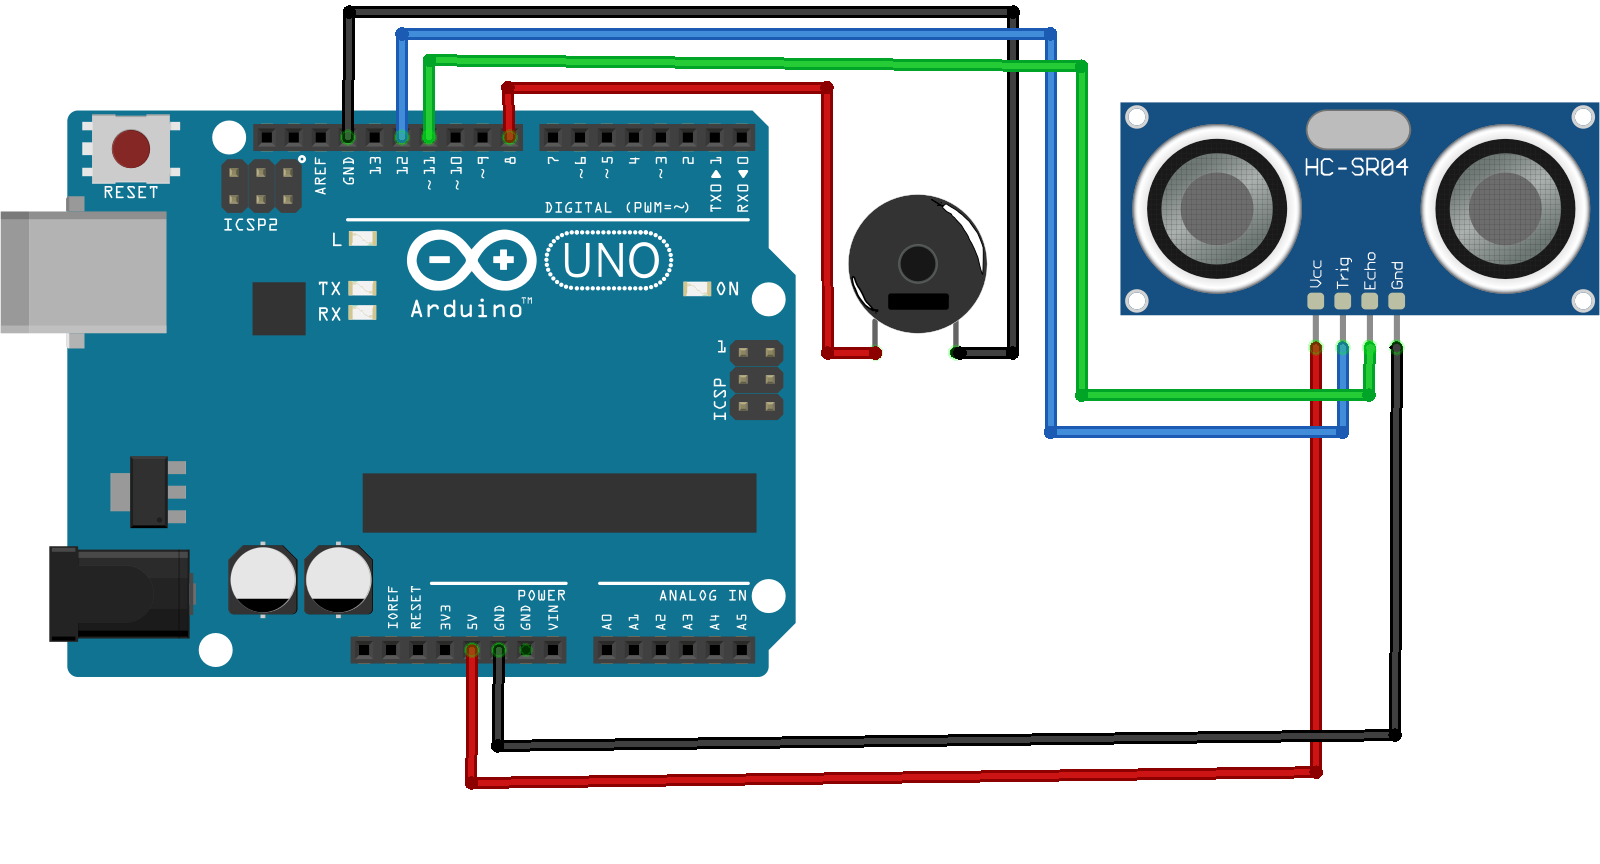 RESET
ICSP2
AREF
GND
13
12
~11
~10
~9
8
7
~6
~5
4
~3
2
TX0▶1
RX0◀0
DIGITAL (PWM=~)
L
TX
RX
UNO
Arduino™
ON
1
ICSP
HC-SR04
Vcc
Trig
Echo
Gnd
IOREF
RESET
3V3
5V
GND
GND
VIN
POWER
ANALOG IN
A0
A1
A2
A3
A4
A5